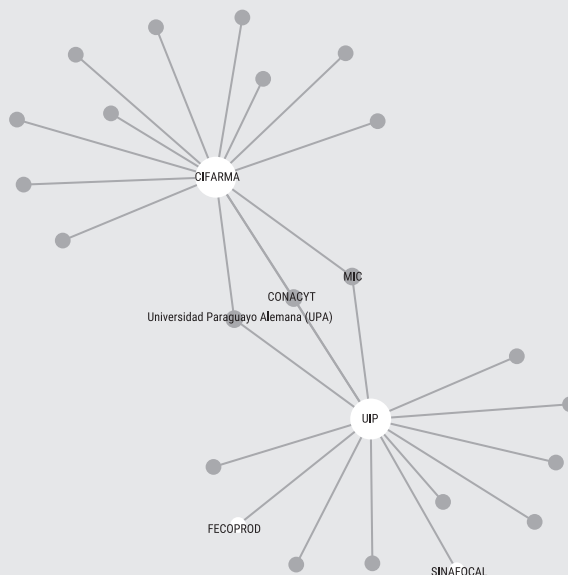 CIFARMA
MIC
CONACYT
Universidad Paraguayo Alemana (UPA)
UIP
FECOPROD
SINAFOCAL